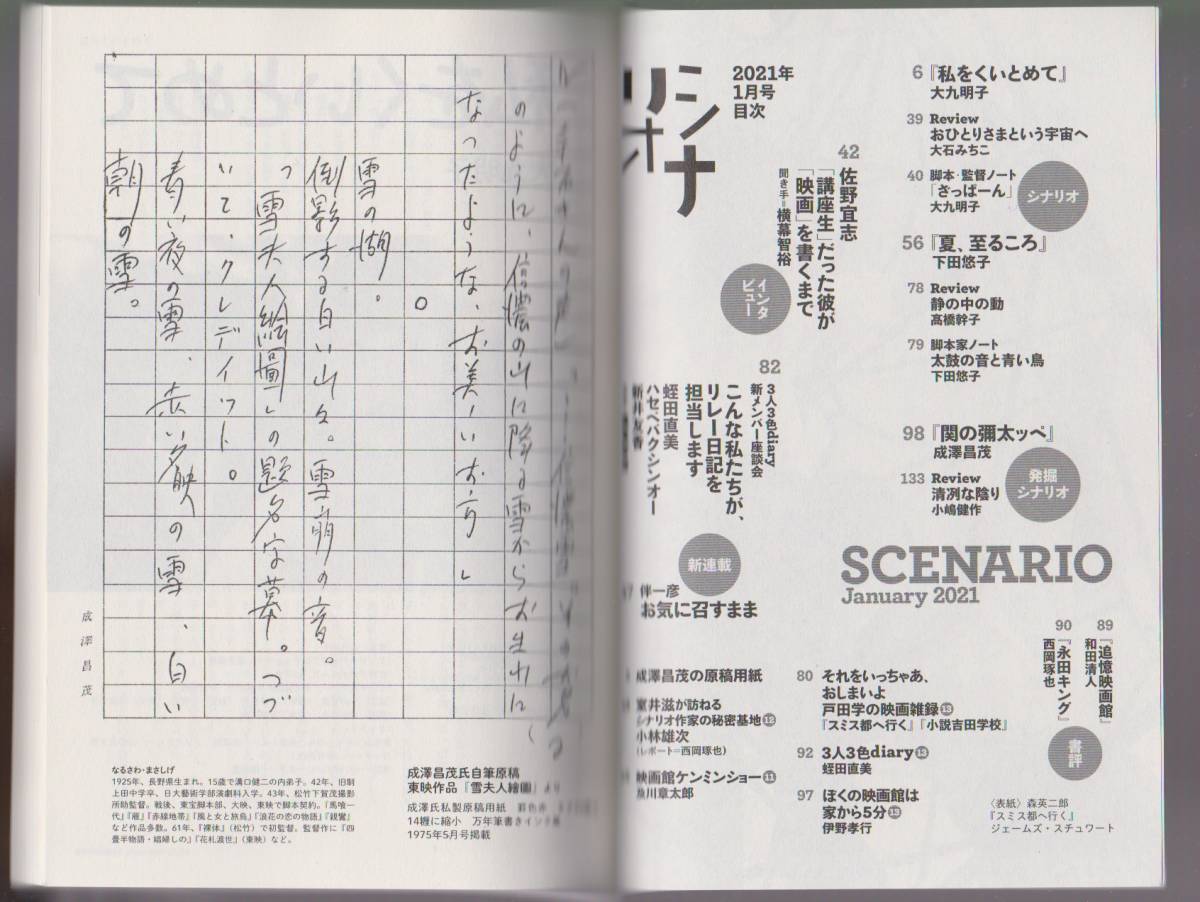 のように、信濃の山に降る雪からお生れに
なつたような、お美しいお方」
○
雪の湖。
倒影する白い山々。雪崩の音。
「雪夫人繪圖」の題名字幕。つづ
いて、クレデイツト。
青い夜の雪、赤い夕映の雪、白い
朝の雪。
成澤昌茂
なるさわ・まさしげ
1925年、長野県生まれ。15歳で溝口健二の内弟子。42年、旧制
上田中学卒、日大藝術学部演劇科入学。43年、松竹下賀茂撮影
所助監督。戦後、東宝脚本部、大映、東映で脚本契約。『馬喰一
代』『雁』『赤線地帯』『風と女と旅鳥』『浪花の恋の物語』『親鸞』
など作品多数。61年、『裸体』（松竹）で初監督。監督作に『四
畳半物語・娼婦しの』『花札渡世』（東映）など。
成澤昌茂氏自筆原稿
東映作品『雪夫人繪圖』より
成澤氏私製原稿用紙
14糎に縮小 万年筆書きインク
1975年5月号掲載
シナリオ
2021年
1月号
目次
6『私をくいとめて』
大九明子
39 Review
おひとりさまという宇宙へ
大石みちこ
40 脚本・監督ノート
「ざっぱーん」
大九明子
シナリオ
56『夏、至るころ』
下田悠子
78 Review
静の中の動
髙橋幹子
79 脚本家ノート
太鼓の音と青い鳥
下田悠子
98『関の彌太ッペ』
成澤昌茂
133 Review
清冽な陰り
小嶋健作
発掘
シナリオ
42
佐野宜志
「講座生」だった彼が
「映画」を書くまで
聞き手＝横幕智裕
インタ
ビュー
82
3人3色diary
新メンバー座談会
こんな私たちが、
リレー日記を
担当します
蛭田直美
ハセベバクシンオー
新井友香
新連載
伴一彦
お気に召すまま
SCENARIO
January 2021
89
『追憶映画館』
和田清人
90
『永田キング』
西岡琢也
書評
成澤昌茂の原稿用紙
室井滋が訪ねる
シナリオ作家の秘密基地⑫
小林雄次
（レポート＝西岡琢也）
映画館ケンミンショー⑪
魚川章太郎
80 それをいっちゃあ、
おしまいよ
戸田学の映画雑録⑬
『スミス都へ行く』「小説吉田学校」
92 3人3色diary⑬
蛭田直美
97 ぼくの映画館は
家から5分⑬
伊野孝行
〈表紙〉森英二郎
『スミス都へ行く』
ジェームズ・スチュワート